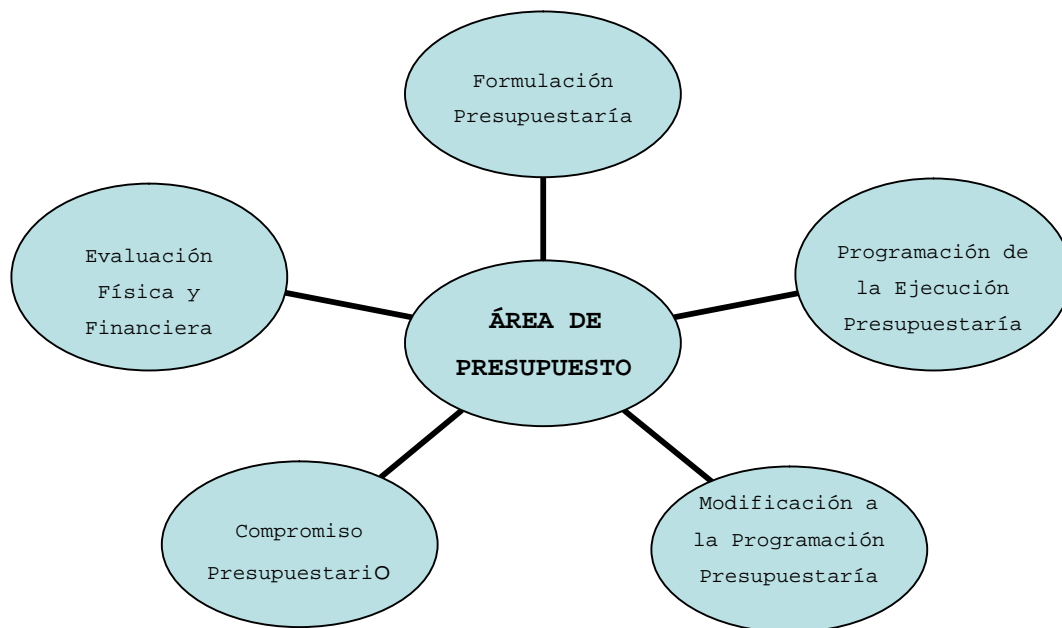 Formulación
Presupuestaría
Evaluación
Física y
Financiera
Programación de
la Ejecución
Presupuestaría
ÁREA DE
PRESUPUESTO
Compromiso
PresupuestariO
Modificación a
la Programación
Presupuestaría